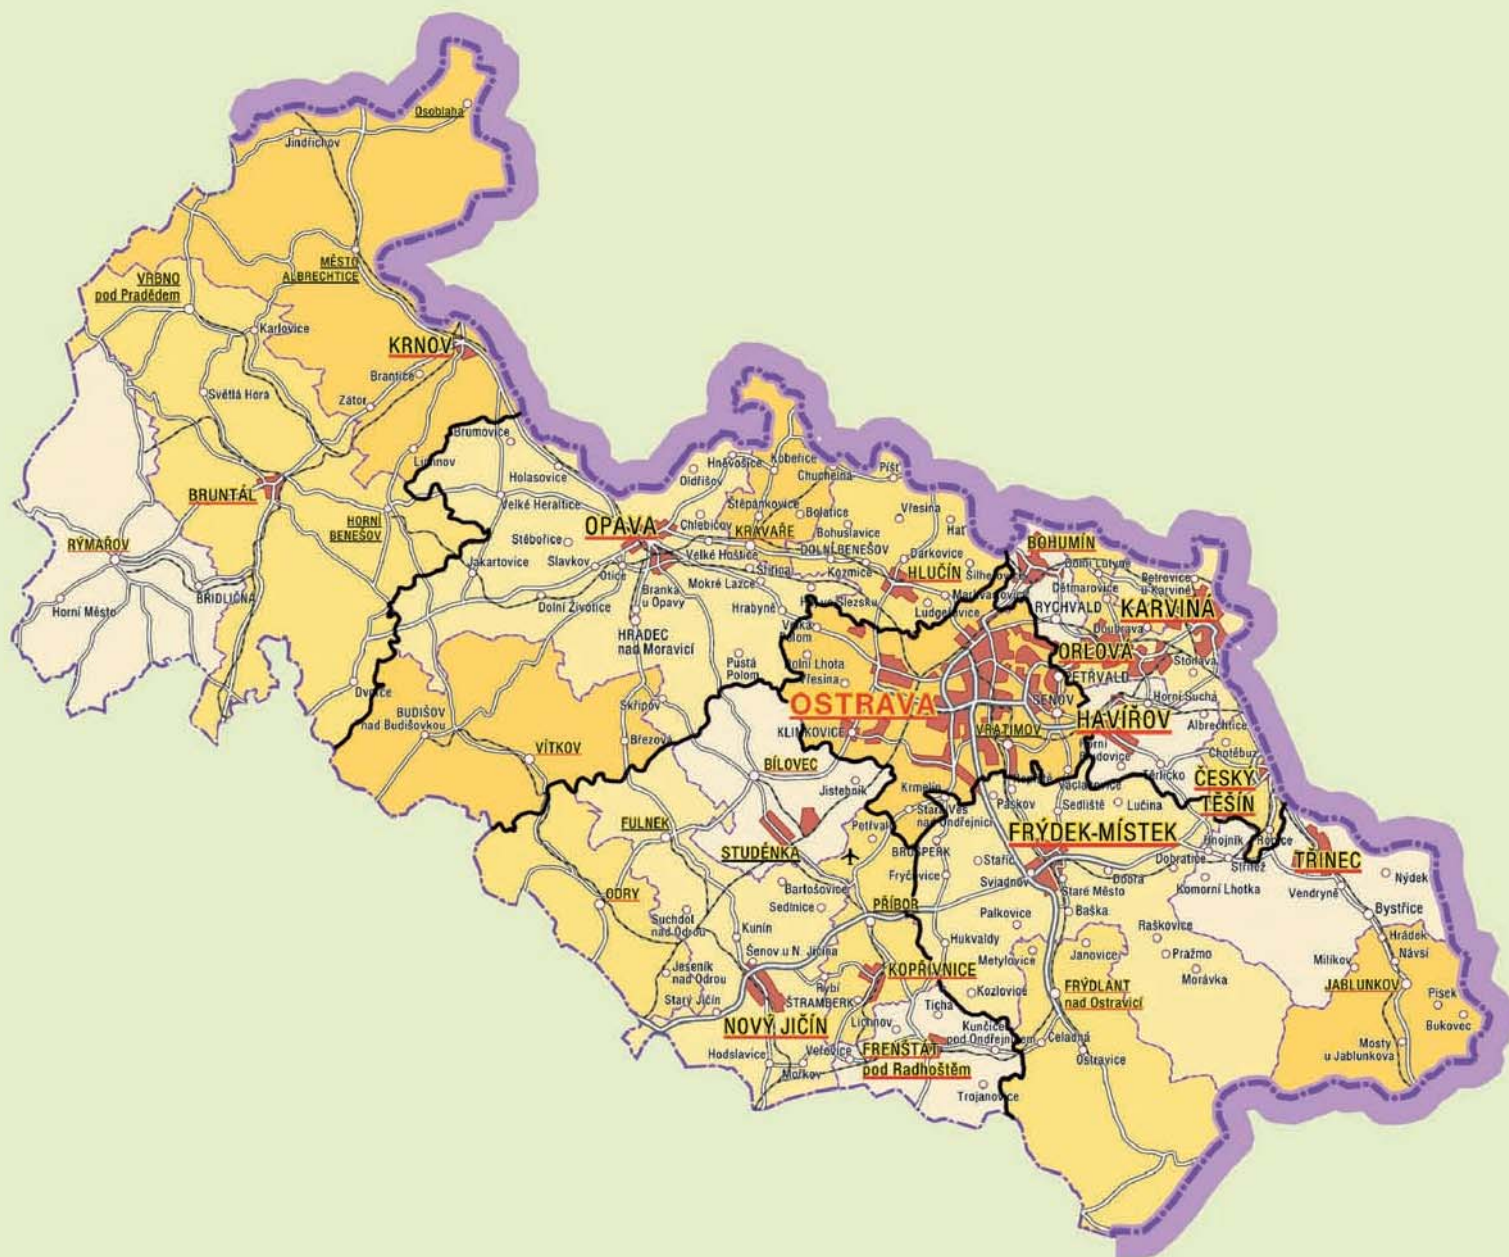 Osoblaha
Jindřichov
MĚSTO
ALBRECHTICE
VRBNO
pod Pradědem
Karlovice
KRNOV
Brantice
Světlá Hora
Zátor
Brumovice
Lichnov
Holasovice
Hněvošice
Kobeřice
Oldřišov
Chuchelna
Píšť
BRUNTÁL
Velké Heraltice
HORNÍ
BENEŠOV
OPAVA
Chlebičov
Štěpánkovice
Bolatice
Vřesina
Hať
Bohuslavice
KRAVAŘE
RÝMAŘOV
Stěbořice
Velké Hoštice
DOLNÍ BENEŠOV
Darkovice
BOHUMÍN
Jakartovice
Slavkov
Otice
Kozmice
HLUČÍN
Dolní Lutyně
Petrovice
u Karviné
BŘIDLIČNÁ
Horní Město
Dolní Životice
Branka
u Opavy
Mokré Lazce
Hrabyně
Ludgeřovice
Markvartovice
Dětmarovice
RYCHVALD
KARVINÁ
Doubrava
HRADEC
nad Moravicí
Velká
Polom
Pustá
Polom
Dolní Lhota
Vřesina
ORLOVÁ
PETŘVALD
Stonava
Dvorce
BUDIŠOV
nad Budišovkou
Skřipov
OSTRAVA
ŠENOV
Horní Suchá
HAVÍŘOV
Albrechtice
Březová
VÍTKOV
KLIMKOVICE
VRATIMOV
Chotěbuz
BÍLOVEC
Jistebník
Těrlicko
ČESKÝ
TĚŠÍN
Krmelín
Paskov
Sedliště
Lučina
FULNEK
Stará Ves
nad Ondřejnicí
FRÝDEK-MÍSTEK
STUDÉNKA
BRUŠPERK
Hnojník
TŘINEC
Staříč
Fryčovice
Sviadnov
Dobratice
Střítež
Staré Město
Komorní Lhotka
Vendryně
Nýdek
Bartošovice
Sedlnice
ODRY
PŘÍBOR
Baška
Bystřice
Suchdol
nad Odrou
Kunín
Palkovice
Raškovice
Hrádek
Hukvaldy
Šenov u N. Jičína
Metylovice
Janovice
Pražmo
Návsí
Milíkov
Morávka
Jeseník
nad Odrou
KOPŘIVNICE
Starý Jičín
Rybí
ŠTRAMBERK
Kozlovice
FRÝDLANT
nad Ostravicí
JABLUNKOV
Písek
Bukovec
NOVÝ JIČÍN
Tichá
Lichnov
Kunčice
pod Ondřejníkem
Čeladná
Ostravice
Hodslavice
Veřovice
Mořkov
FRENŠTÁT
pod Radhoštěm
Mosty
u Jablunkova
Trojanovice